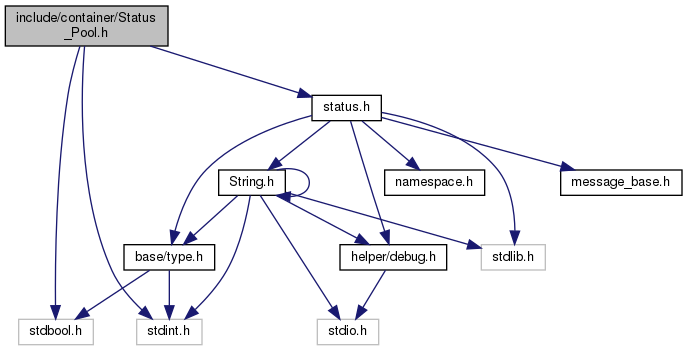 include/container/Status
_Pool.h
status.h
String.h
namespace.h
message_base.h
base/type.h
helper/debug.h
stdlib.h
stdbool.h
stdint.h
stdio.h